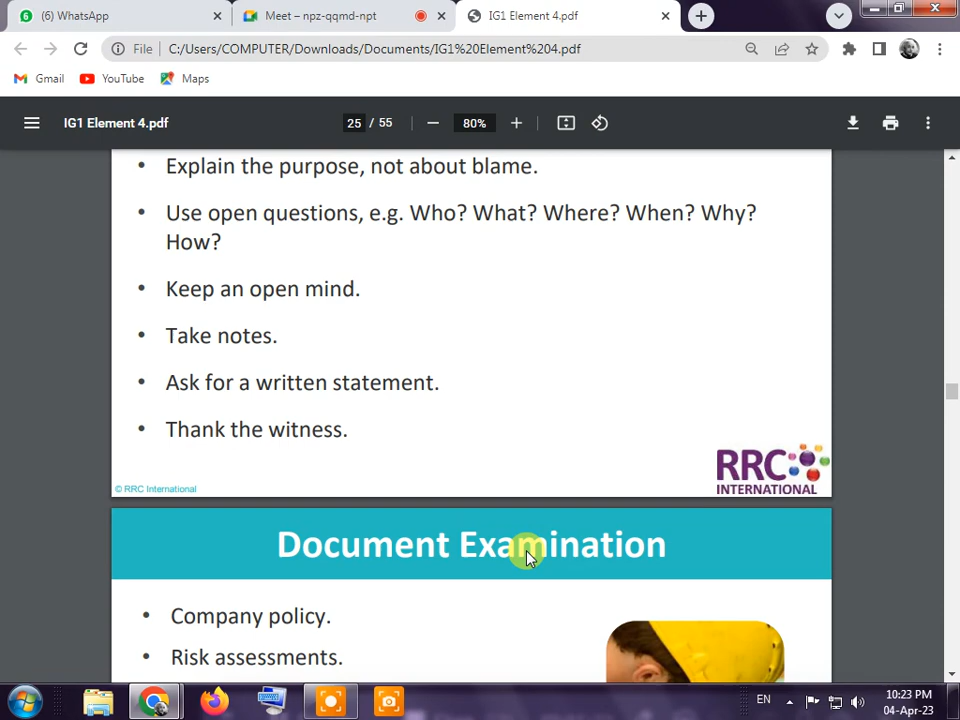 (6) WhatsApp
Meet – npz-qqmd-npt
IG1 Element 4.pdf
File
C:/Users/COMPUTER/Downloads/Documents/IG1%20Element%204.pdf
Gmail
YouTube
Maps
IG1 Element 4.pdf
25 / 55
80%
• Explain the purpose, not about blame.
• Use open questions, e.g. Who? What? Where? When? Why?
How?
• Keep an open mind.
• Take notes.
• Ask for a written statement.
• Thank the witness.
RRC
INTERNATIONAL
© RRC International
Document Examination
• Company policy.
• Risk assessments.
EN
10:23 PM
04-Apr-23